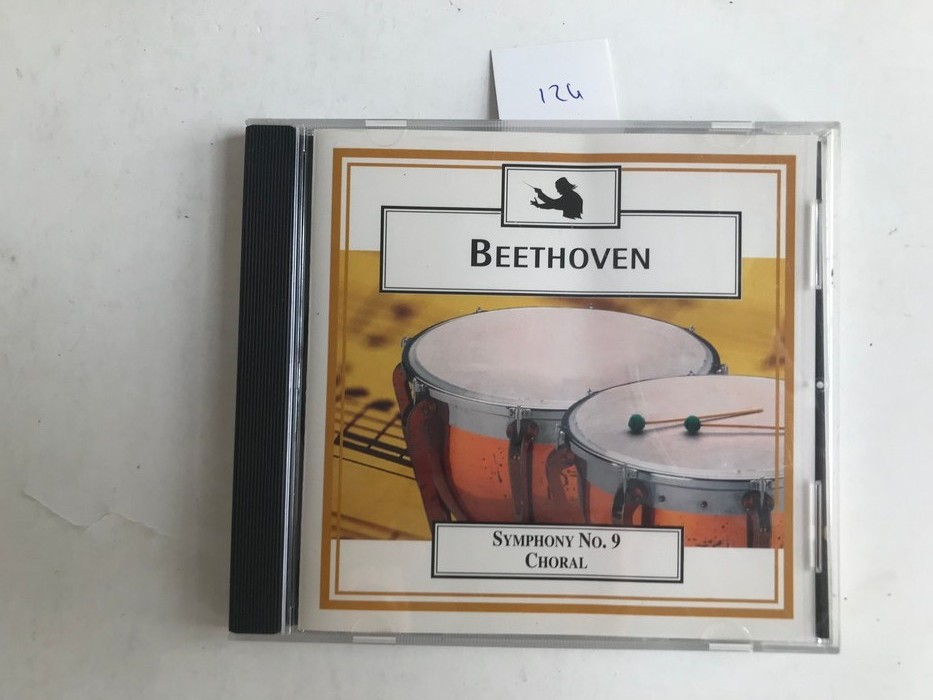 124
BEETHOVEN
SYMPHONY NO. 9
CHORAL